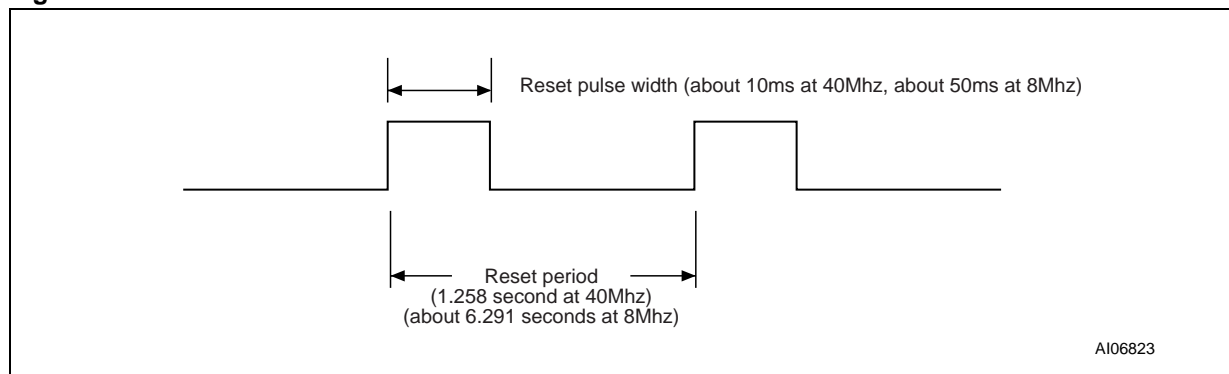 Reset pulse width (about 10ms at 40Mhz, about 50ms at 8Mhz)
Reset period
(1.258 second at 40Mhz)
(about 6.291 seconds at 8Mhz)
AI06823